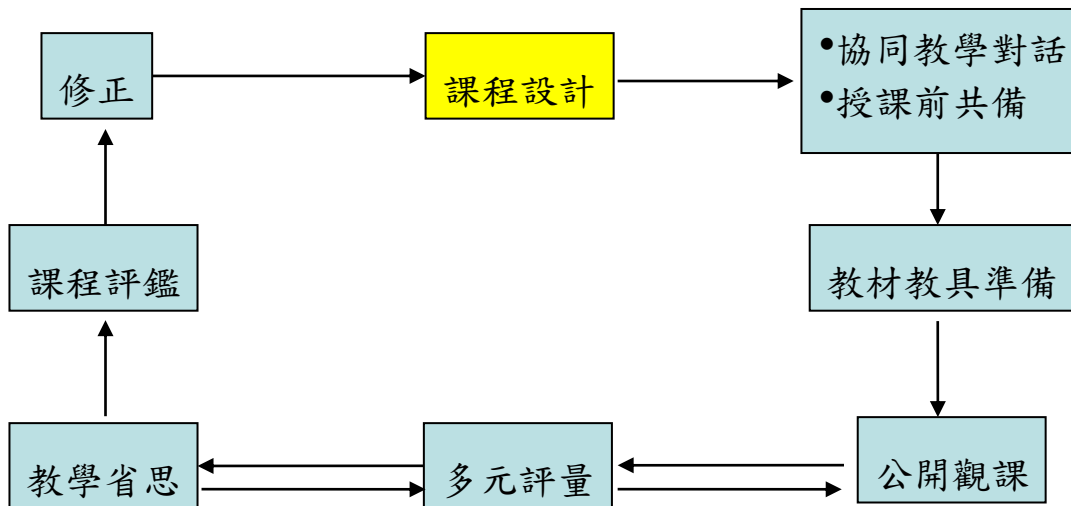 修正
課程設計
•協同教學對話
•授課前共備
課程評鑑
教材教具準備
教學省思
多元評量
公開觀課